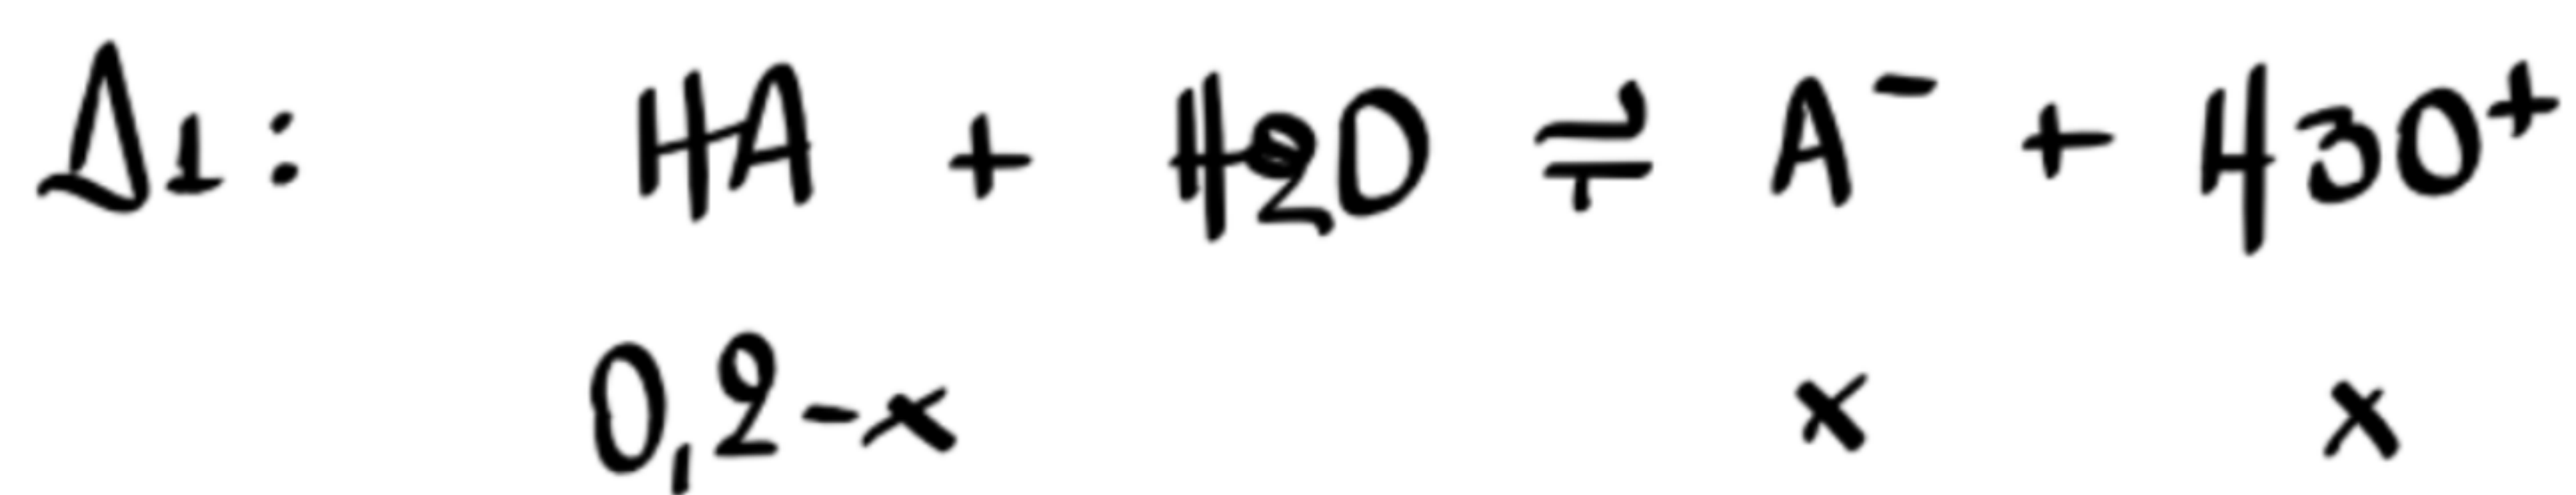 Δ1: HA + H2O ⇌ A⁻ + H3O⁺
0,2-x x x